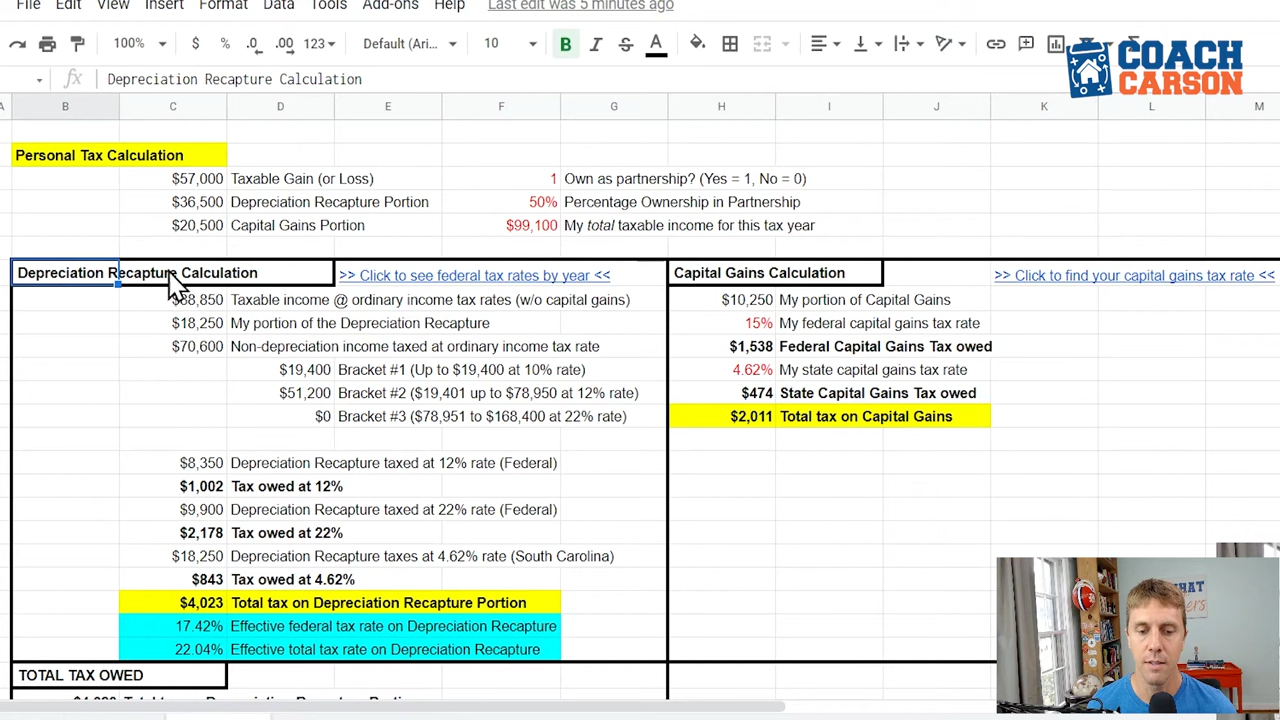 File Edit View Insert Format Data Tools Add-ons Help Last edit was 5 minutes ago
100% $ % .0 .00 123 Default (Ari... 10 B I S A
COACH
CARSON
fx Depreciation Recapture Calculation
A B C D E F G H I J K L M
Personal Tax Calculation
$57,000 Taxable Gain (or Loss) 1 Own as partnership? (Yes = 1, No = 0)
$36,500 Depreciation Recapture Portion 50% Percentage Ownership in Partnership
$20,500 Capital Gains Portion $99,100 My total taxable income for this tax year
Depreciation Recapture Calculation >> Click to see federal tax rates by year << Capital Gains Calculation >> Click to find your capital gains tax rate <<
8,850 Taxable income @ ordinary income tax rates (w/o capital gains) $10,250 My portion of Capital Gains
$18,250 My portion of the Depreciation Recapture 15% My federal capital gains tax rate
$70,600 Non-depreciation income taxed at ordinary income tax rate $1,538 Federal Capital Gains Tax owed
$19,400 Bracket #1 (Up to $19,400 at 10% rate) 4.62% My state capital gains tax rate
$51,200 Bracket #2 ($19,401 up to $78,950 at 12% rate) $474 State Capital Gains Tax owed
$0 Bracket #3 ($78,951 to $168,400 at 22% rate) $2,011 Total tax on Capital Gains
$8,350 Depreciation Recapture taxed at 12% rate (Federal)
$1,002 Tax owed at 12%
$9,900 Depreciation Recapture taxed at 22% rate (Federal)
$2,178 Tax owed at 22%
$18,250 Depreciation Recapture taxes at 4.62% rate (South Carolina)
$843 Tax owed at 4.62%
$4,023 Total tax on Depreciation Recapture Portion
17.42% Effective federal tax rate on Depreciation Recapture
22.04% Effective total tax rate on Depreciation Recapture
TOTAL TAX OWED